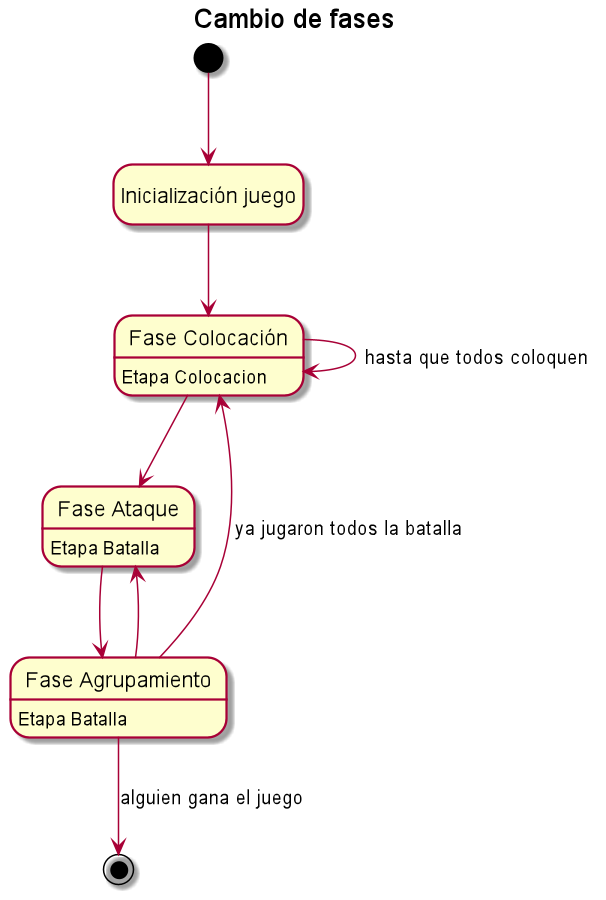 Cambio de fases
Inicialización juego
Fase Colocación
Etapa Colocacion
hasta que todos coloquen
Fase Ataque
Etapa Batalla
ya jugaron todos la batalla
Fase Agrupamiento
Etapa Batalla
alguien gana el juego